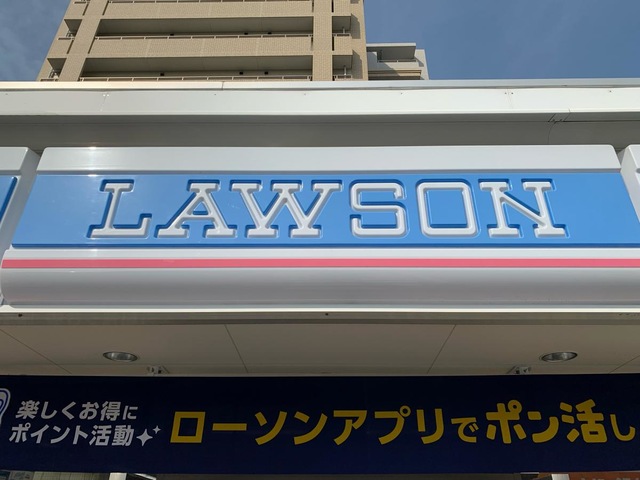 LAWSON
楽しくお得に
ポイント活動
ローソンアプリでポン活し